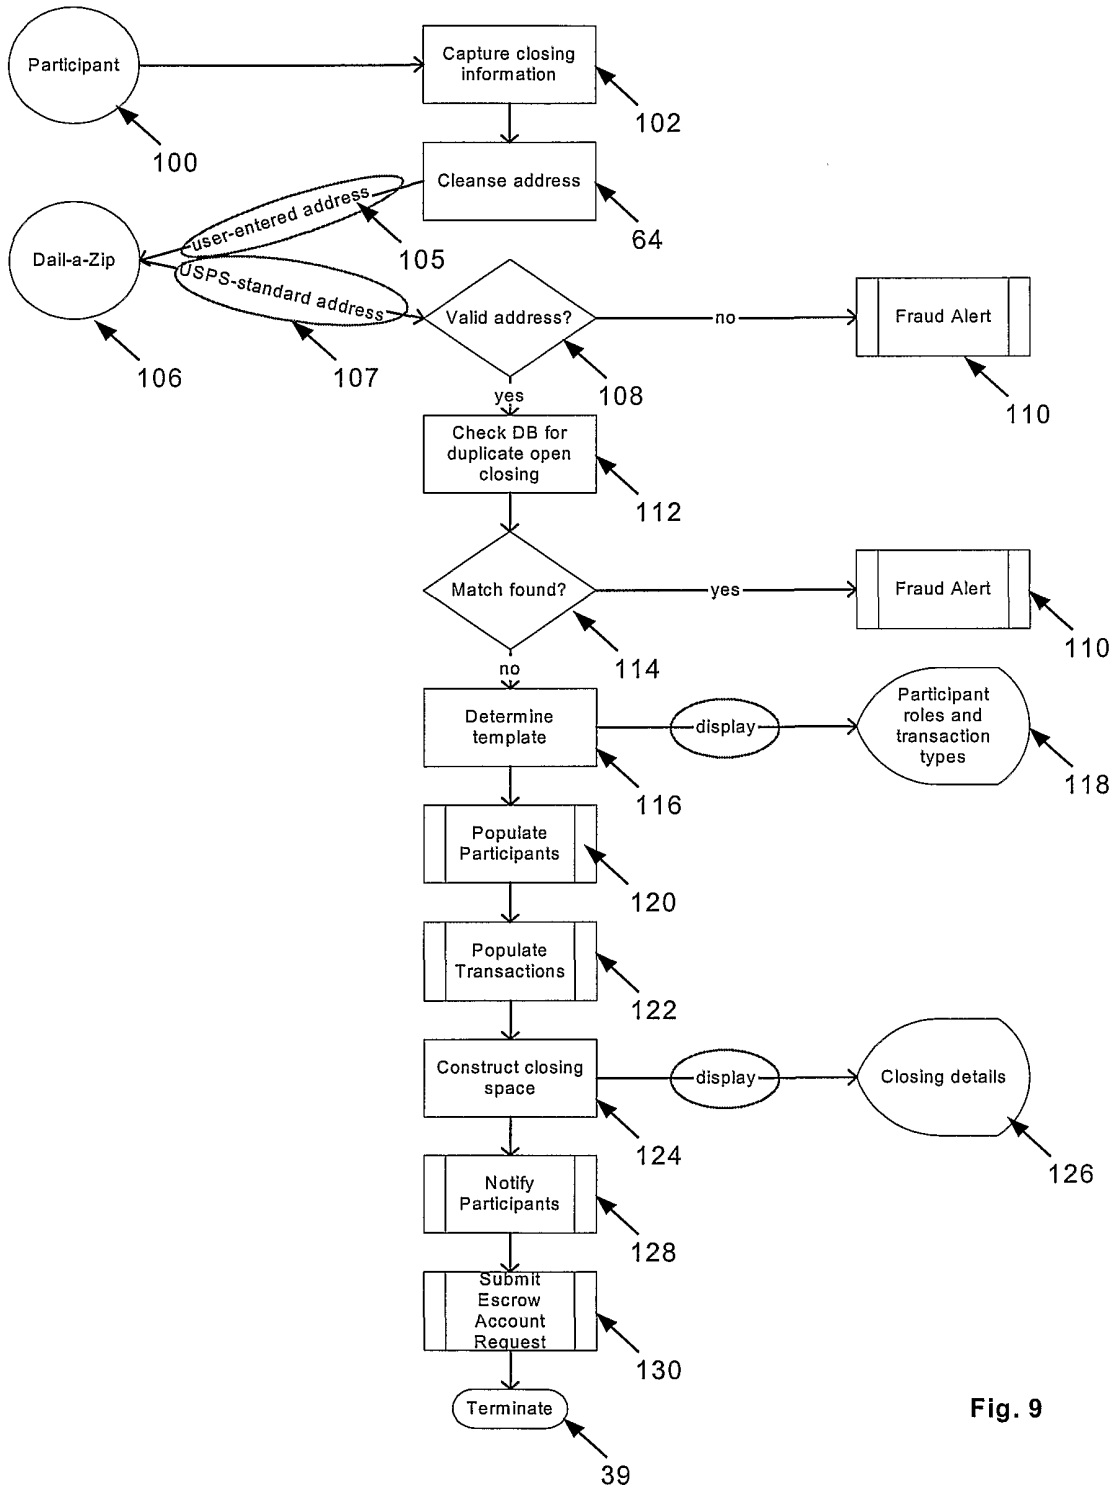 Participant
Capture closing
information
102
100
Cleanse address
user-entered address
64
105
Dail-a-Zip
USPS-standard address
Valid address?
no
Fraud Alert
106
107
108
110
yes
Check DB for
duplicate open
closing
112
Match found?
yes
Fraud Alert
114
110
no
Determine
template
display
Participant
roles and
transaction
types
116
118
Populate
Participants
120
Populate
Transactions
122
Construct closing
space
display
Closing details
124
126
Notify
Participants
128
Submit
Escrow
Account
Request
130
Terminate
39
Fig. 9